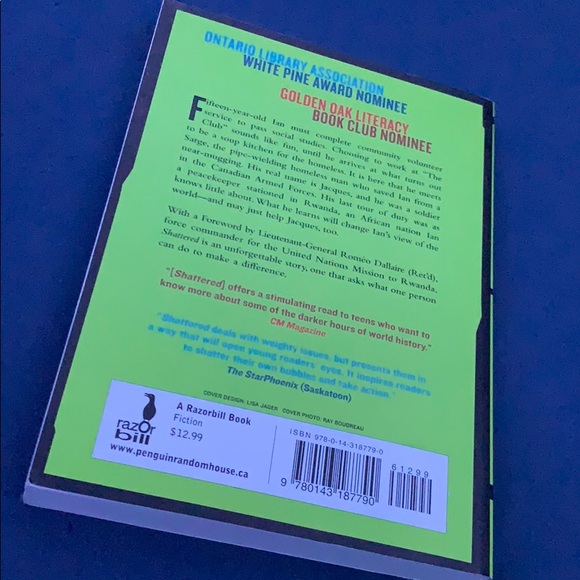 ONTARIO LIBRARY ASSOCIATION
WHITE PINE AWARD NOMINEE
GOLDEN OAK LITERACY
BOOK CLUB NOMINEE
Fifteen-year-old Ian must complete community volunteer
service to pass social studies. Choosing to work at "The
Club" sounds like fun, until he arrives at what turns out
to be a soup kitchen for the homeless. It is here that he meets
Sarge, the pipe-wielding homeless man who saved Ian from a
near-mugging. His real name is Jacques, and he was a soldier
in the Canadian Armed Forces. His last tour of duty was as
a peacekeeper stationed in Rwanda, an African nation Ian
knows little about. What he learns will change Ian's view of the
world—and may just help Jacques, too.
With a Foreword by Lieutenant-General Roméo Dallaire (Ret'd),
force commander for the United Nations Mission to Rwanda,
Shattered is an unforgettable story, one that asks what one person
can do to make a difference.
"[Shattered] offers a stimulating read to teens who want to
know more about some of the darker hours of world history."
CM Magazine
"Shattered deals with weighty issues, but presents them in
a way that will open young readers' eyes. It inspires readers
to shatter their own bubbles and take action."
The StarPhoenix (Saskatoon)
COVER DESIGN: LISA JAGER COVER PHOTO: RAY BOUDREAU
razOr
bill
A Razorbill Book
Fiction
$12.99
www.penguinrandomhouse.ca
ISBN 978-0-14-318779-0
61299
9 780143 187790